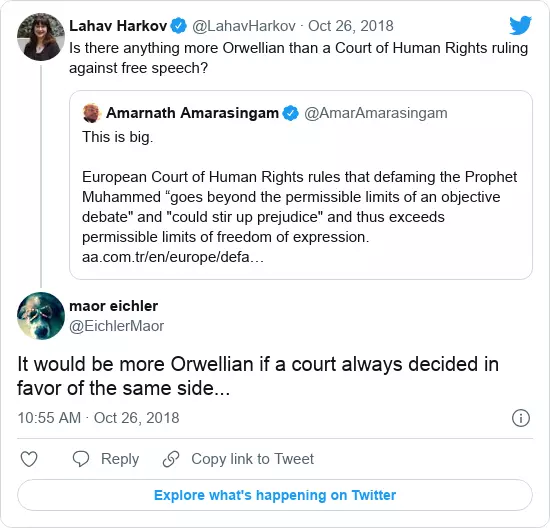 Lahav Harkov @LahavHarkov · Oct 26, 2018
Is there anything more Orwellian than a Court of Human Rights ruling
against free speech?
Amarnath Amarasingam @AmarAmarasingam
This is big.
European Court of Human Rights rules that defaming the Prophet
Muhammed “goes beyond the permissible limits of an objective
debate" and "could stir up prejudice" and thus exceeds
permissible limits of freedom of expression.
aa.com.tr/en/europe/defa…
maor eichler
@EichlerMaor
It would be more Orwellian if a court always decided in
favor of the same side...
10:55 AM · Oct 26, 2018
Reply
Copy link to Tweet
Explore what's happening on Twitter